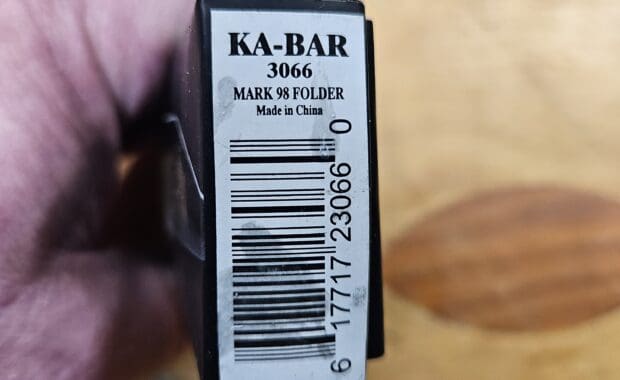 KA-BAR
3066
MARK 98 FOLDER
Made in China
6 17717 23066 0